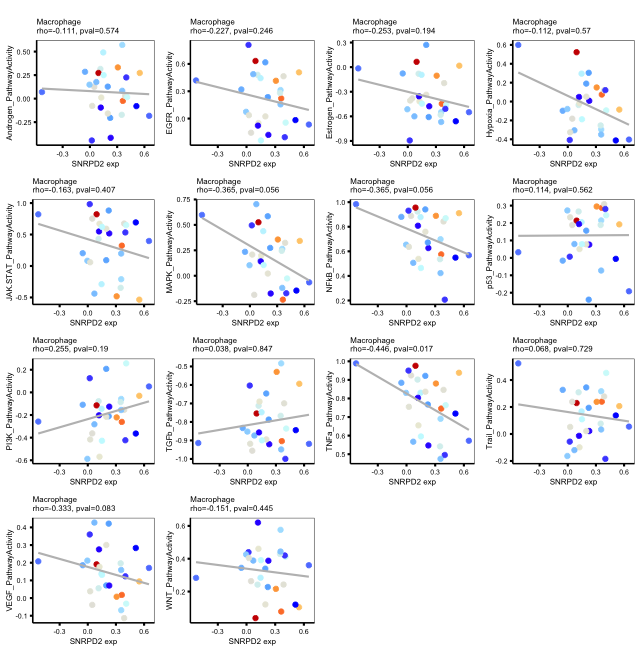 Macrophage
rho=-0.111, pval=0.574
Androgen_PathwayActivity
0.50
0.25
0.00
-0.25
-0.3
0.0
0.3
0.6
SNRPD2 exp
Macrophage
rho=-0.227, pval=0.246
EGFR_PathwayActivity
0.8
0.6
0.4
0.2
0.0
-0.2
-0.3
0.0
0.3
0.6
SNRPD2 exp
Macrophage
rho=-0.253, pval=0.194
Estrogen_PathwayActivity
0.3
0.0
-0.3
-0.6
-0.9
-0.3
0.0
0.3
0.6
SNRPD2 exp
Macrophage
rho=-0.112, pval=0.57
Hypoxia_PathwayActivity
0.6
0.4
0.2
0.0
-0.2
-0.4
-0.3
0.0
0.3
0.6
SNRPD2 exp
Macrophage
rho=-0.163, pval=0.407
JAK-STAT_PathwayActivity
1.0
0.5
0.0
-0.5
-0.3
0.0
0.3
0.6
SNRPD2 exp
Macrophage
rho=-0.365, pval=0.056
MAPK_PathwayActivity
0.75
0.50
0.25
0.00
-0.25
-0.3
0.0
0.3
0.6
SNRPD2 exp
Macrophage
rho=-0.365, pval=0.056
NFkB_PathwayActivity
1.0
0.8
0.6
0.4
0.2
-0.3
0.0
0.3
0.6
SNRPD2 exp
Macrophage
rho=0.114, pval=0.562
p53_PathwayActivity
0.3
0.2
0.1
0.0
-0.1
-0.2
-0.3
0.0
0.3
0.6
SNRPD2 exp
Macrophage
rho=0.255, pval=0.19
PI3K_PathwayActivity
0.2
0.0
-0.2
-0.4
-0.6
-0.3
0.0
0.3
0.6
SNRPD2 exp
Macrophage
rho=0.038, pval=0.847
TGFb_PathwayActivity
-0.5
-0.6
-0.7
-0.8
-0.9
-1.0
-0.3
0.0
0.3
0.6
SNRPD2 exp
Macrophage
rho=-0.446, pval=0.017
TNFa_PathwayActivity
1.0
0.9
0.8
0.7
0.6
0.5
-0.3
0.0
0.3
0.6
SNRPD2 exp
Macrophage
rho=0.068, pval=0.729
Trail_PathwayActivity
0.4
0.2
0.0
-0.2
-0.3
0.0
0.3
0.6
SNRPD2 exp
Macrophage
rho=-0.333, pval=0.083
VEGF_PathwayActivity
0.4
0.3
0.2
0.1
0.0
-0.1
-0.3
0.0
0.3
0.6
SNRPD2 exp
Macrophage
rho=-0.151, pval=0.445
WNT_PathwayActivity
0.6
0.4
0.2
-0.3
0.0
0.3
0.6
SNRPD2 exp